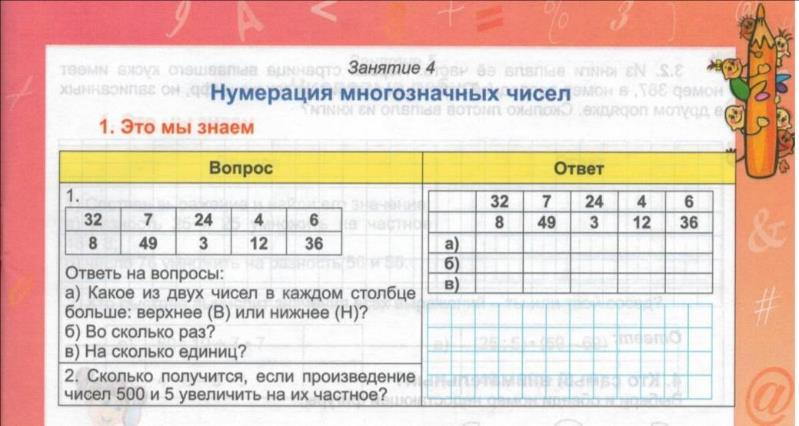 Занятие 4
Нумерация многозначных чисел
1. Это мы знаем
Вопрос Ответ
1.
32 7 24 4 6
8 49 3 12 36
Ответь на вопросы:
а) Какое из двух чисел в каждом столбце
больше: верхнее (В) или нижнее (Н)?
б) Во сколько раз?
в) На сколько единиц?
32 7 24 4 6
8 49 3 12 36
а)
б)
в)
2. Сколько получится, если произведение
чисел 500 и 5 увеличить на их частное?